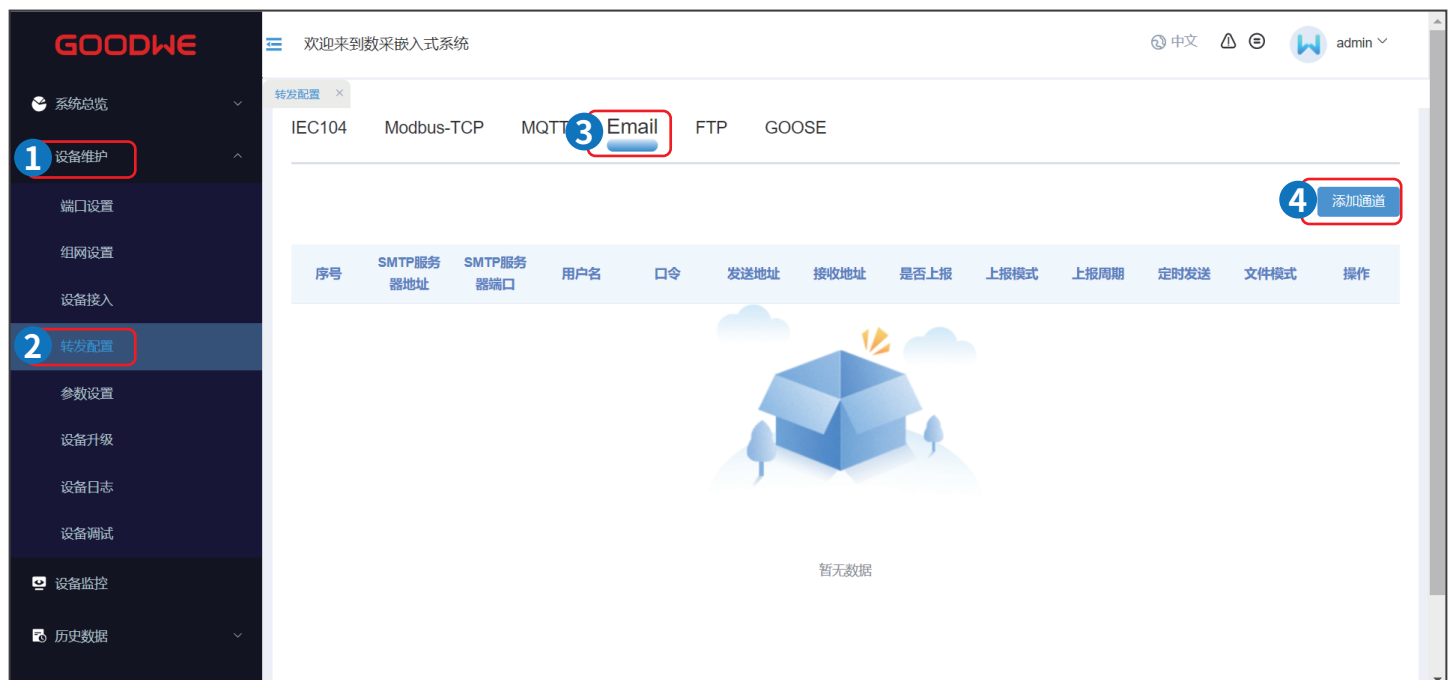 GOODWE
欢迎来到数采嵌入式系统
中文
admin
系统总览
1
设备维护
端口设置
组网设置
设备接入
2
转发配置
参数设置
设备升级
设备日志
设备调试
设备监控
历史数据
转发配置 ×
IEC104 Modbus-TCP MQTT 3 Email FTP GOOSE
4 添加通道
序号 SMTP服务器地址 SMTP服务器端口 用户名 口令 发送地址 接收地址 是否上报 上报模式 上报周期 定时发送 文件模式 操作
暂无数据